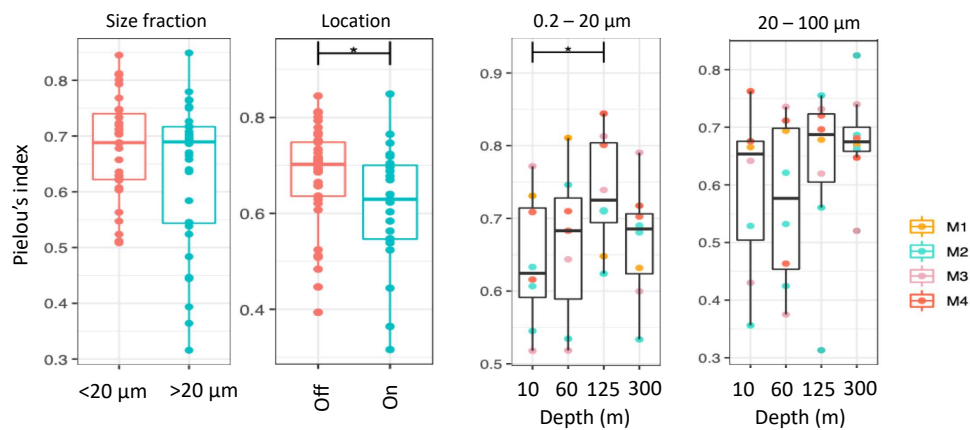 Size fraction
Location
0.2 – 20 µm
20 – 100 µm
Pielou's index
0.8
0.7
0.6
0.5
0.4
0.3
<20 µm
>20 µm
*
0.8
0.6
0.4
Off
On
*
0.9
0.8
0.7
0.6
0.5
10
60
125
300
Depth (m)
0.8
0.7
0.6
0.5
0.4
0.3
10
60
125
300
Depth (m)
M1
M2
M3
M4